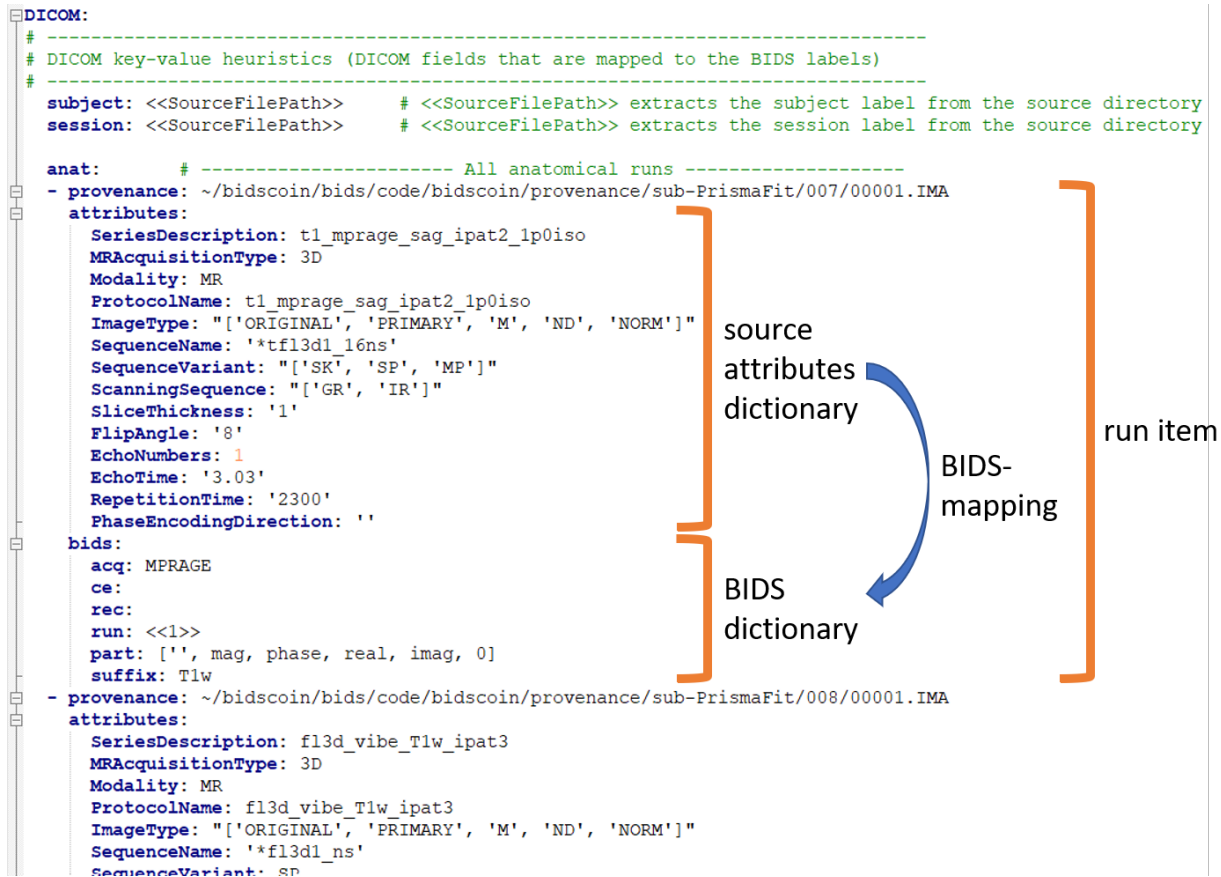 DICOM:
# --------------------------------------------------------------------------------
# DICOM key-value heuristics (DICOM fields that are mapped to the BIDS labels)
# --------------------------------------------------------------------------------
subject: <<SourceFilePath>> # <<SourceFilePath>> extracts the subject label from the source directory
session: <<SourceFilePath>> # <<SourceFilePath>> extracts the session label from the source directory
anat: # ----------------------- All anatomical runs --------------------
- provenance: ~/bidscoin/bids/code/bidscoin/provenance/sub-PrismaFit/007/00001.IMA
attributes:
SeriesDescription: t1_mprage_sag_ipat2_1p0iso
MRAcquisitionType: 3D
Modality: MR
ProtocolName: t1_mprage_sag_ipat2_1p0iso
ImageType: "['ORIGINAL', 'PRIMARY', 'M', 'ND', 'NORM']"
SequenceName: '*tfl3d1_16ns'
SequenceVariant: "['SK', 'SP', 'MP']"
ScanningSequence: "['GR', 'IR']"
SliceThickness: '1'
FlipAngle: '8'
EchoNumbers: 1
EchoTime: '3.03'
RepetitionTime: '2300'
PhaseEncodingDirection: ''
source
attributes
dictionary
BIDS-
mapping
run item
bids:
acq: MPRAGE
ce:
rec:
run: <<1>>
part: ['', mag, phase, real, imag, 0]
suffix: T1w
BIDS
dictionary
- provenance: ~/bidscoin/bids/code/bidscoin/provenance/sub-PrismaFit/008/00001.IMA
attributes:
SeriesDescription: fl3d_vibe_T1w_ipat3
MRAcquisitionType: 3D
Modality: MR
ProtocolName: fl3d_vibe_T1w_ipat3
ImageType: "['ORIGINAL', 'PRIMARY', 'M', 'ND', 'NORM']"
SequenceName: '*fl3d1_ns'
SequenceVariant: SP